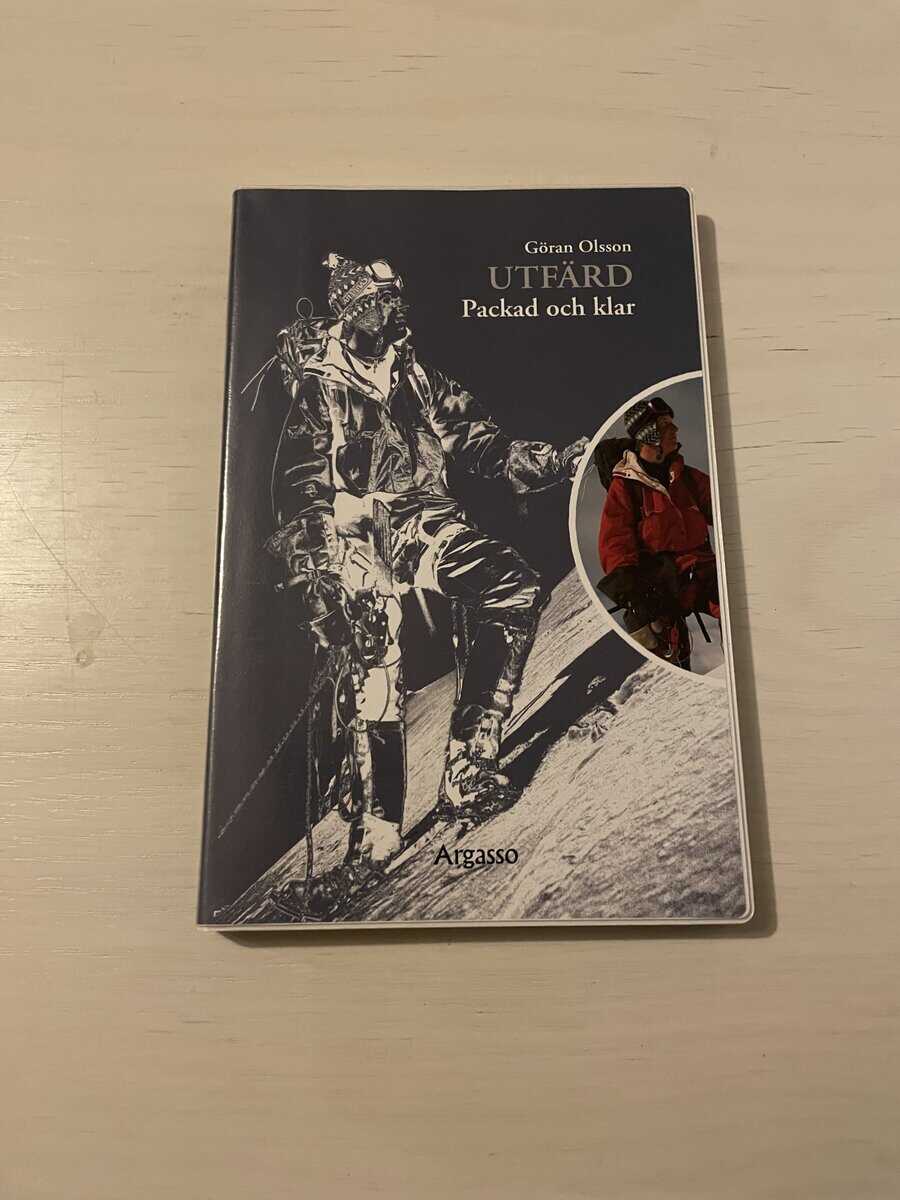 Göran Olsson
UTFÄRD
Packad och klar
Argasso